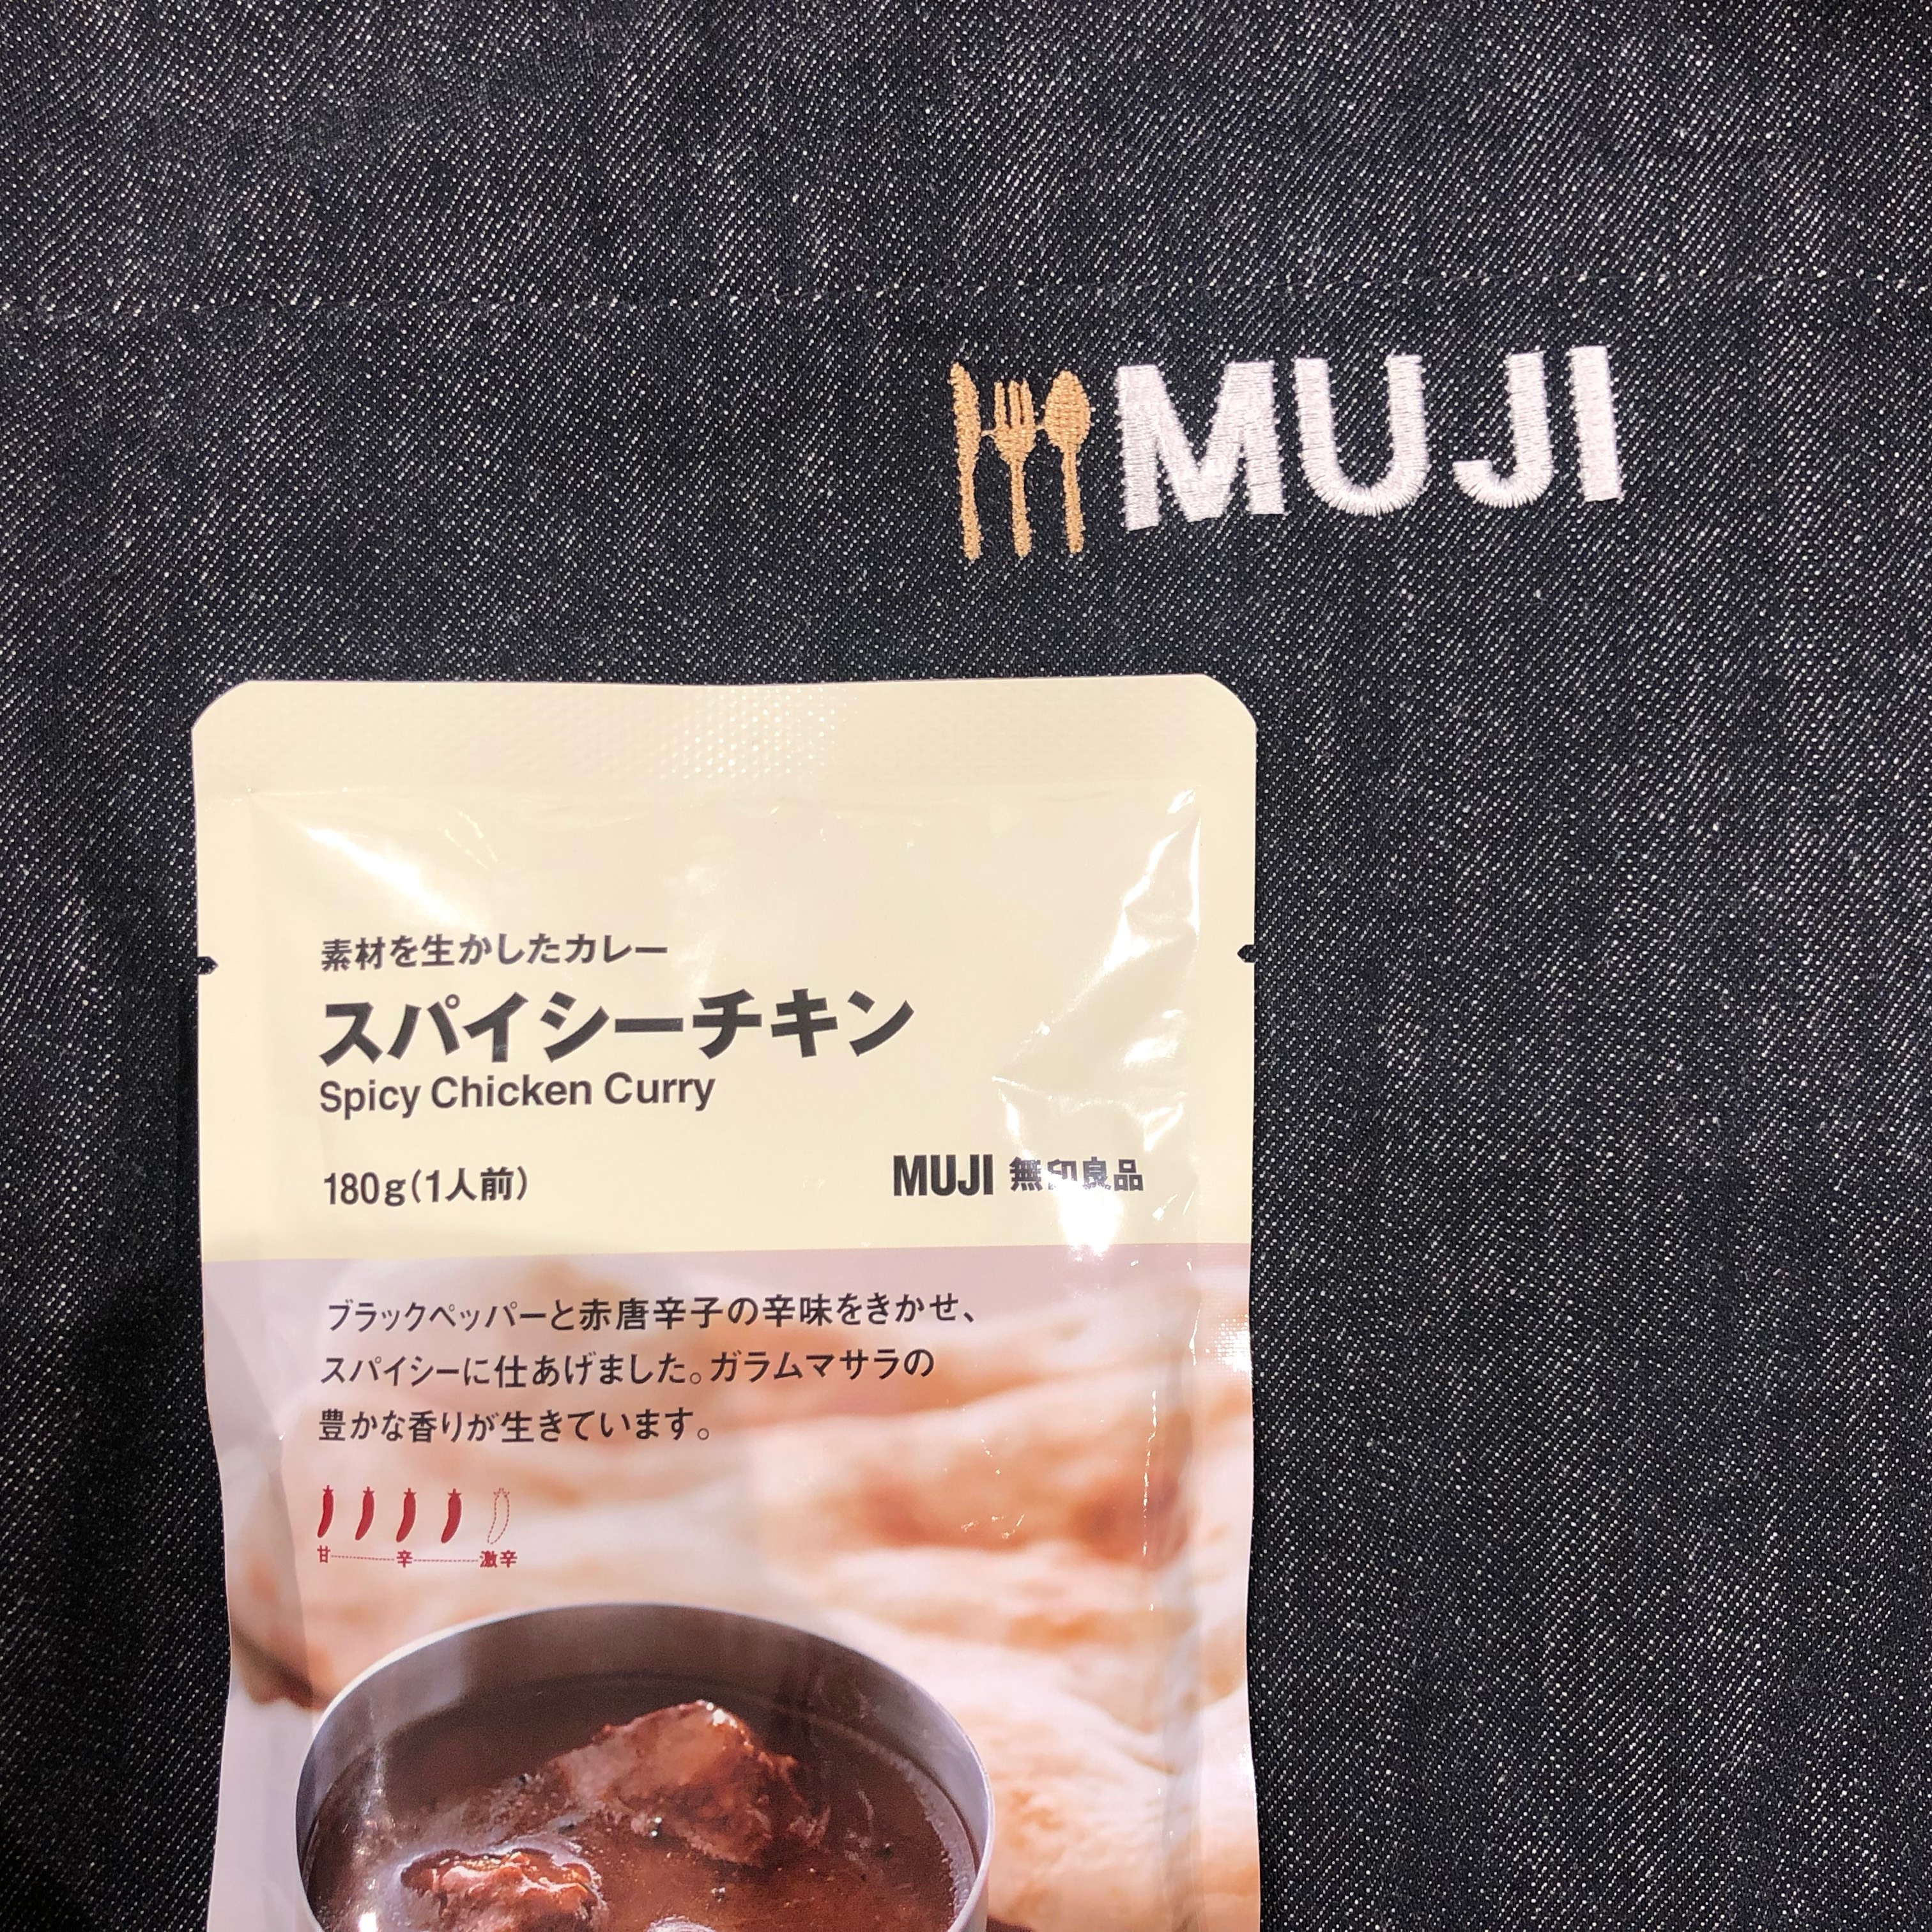 MUJI
素材を生かしたカレー
スパイシーチキン
Spicy Chicken Curry
180g(1人前)
MUJI 無印良品
ブラックペッパーと赤唐辛子の辛味をきかせ、
スパイシーに仕あげました。ガラムマサラの
豊かな香りが生きています。
甘 辛 激辛